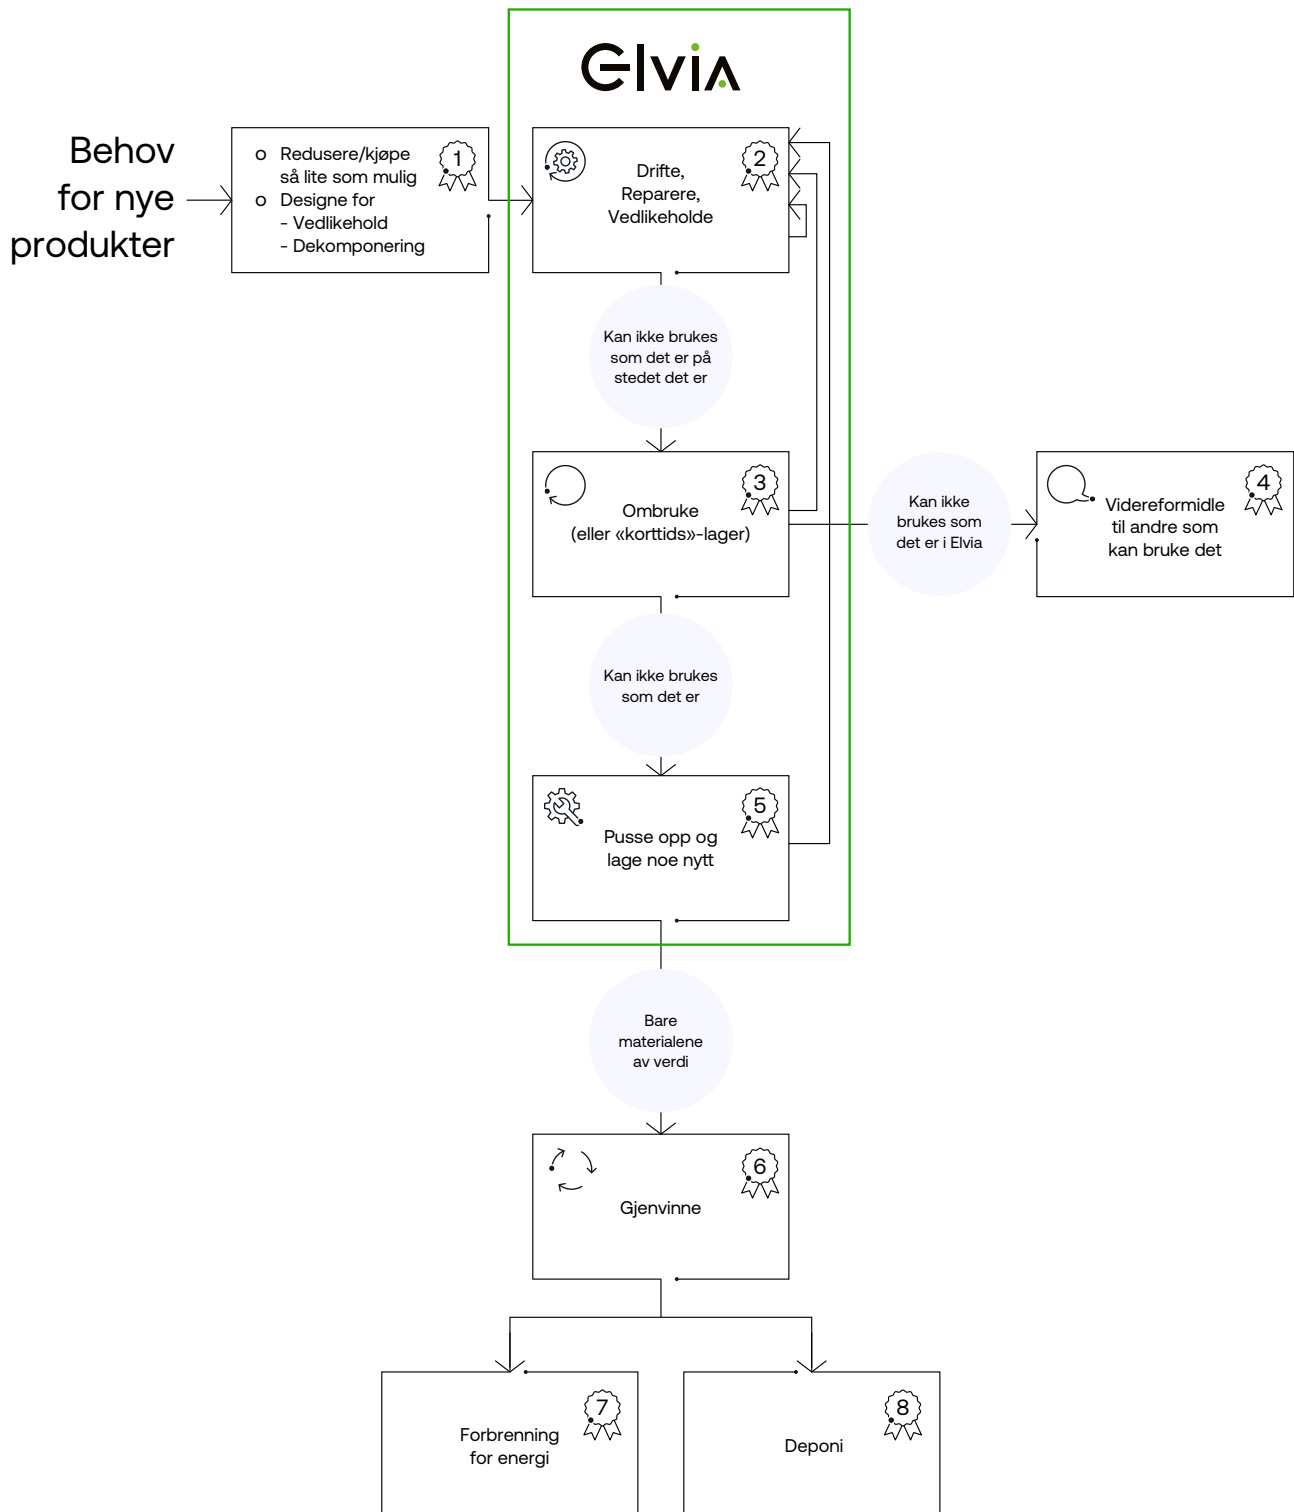 Elvia
Behov
for nye
produkter
o Redusere/kjøpe
så lite som mulig
o Designe for
- Vedlikehold
- Dekomponering
1
Drifte,
Reparere,
Vedlikeholde
2
Kan ikke brukes
som det er på
stedet det er
Ombruke
(eller «korttids»-lager)
3
Kan ikke
brukes som
det er i Elvia
Videreformidle
til andre som
kan bruke det
4
Kan ikke brukes
som det er
Pusse opp og
lage noe nytt
5
Bare
materialene
av verdi
Gjenvinne
6
Forbrenning
for energi
7
Deponi
8